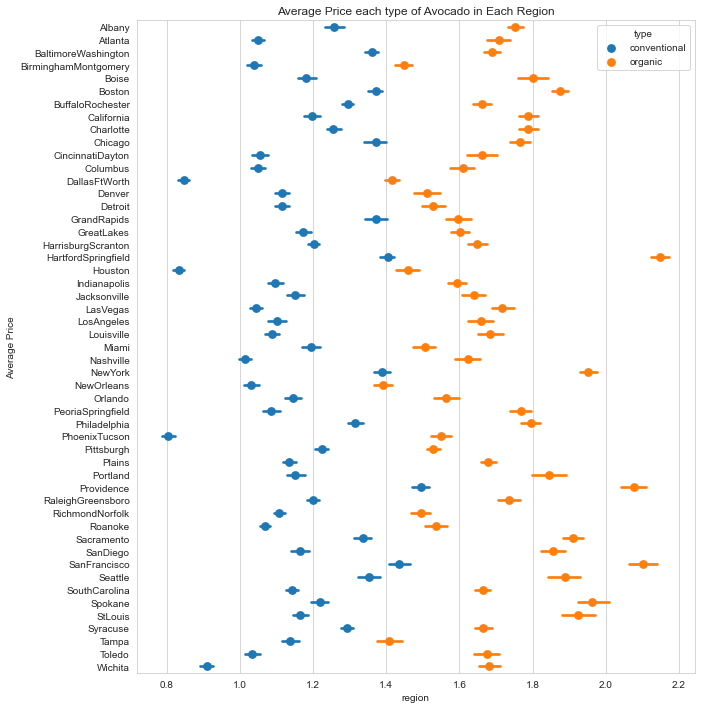 Average Price each type of Avocado in Each Region
type
conventional
organic
Average Price
Albany
Atlanta
BaltimoreWashington
BirminghamMontgomery
Boise
Boston
BuffaloRochester
California
Charlotte
Chicago
CincinnatiDayton
Columbus
DallasFtWorth
Denver
Detroit
GrandRapids
GreatLakes
HarrisburgScranton
HartfordSpringfield
Houston
Indianapolis
Jacksonville
LasVegas
LosAngeles
Louisville
Miami
Nashville
NewYork
NewOrleans
Orlando
PeoriaSpringfield
Philadelphia
PhoenixTucson
Pittsburgh
Plains
Portland
Providence
RaleighGreensboro
RichmondNorfolk
Roanoke
Sacramento
SanDiego
SanFrancisco
Seattle
SouthCarolina
Spokane
StLouis
Syracuse
Tampa
Toledo
Wichita
0.8 1.0 1.2 1.4 1.6 1.8 2.0 2.2
region